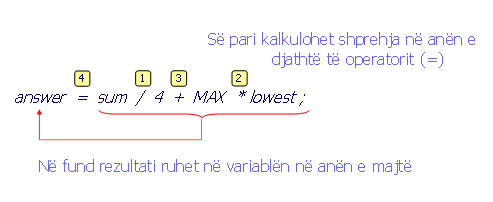 Së pari kalkulohet shprehja në anën e
djathtë të operatorit (=)
4 1 3 2
answer = sum / 4 + MAX * lowest;
Në fund rezultati ruhet në variablën në anën e majtë